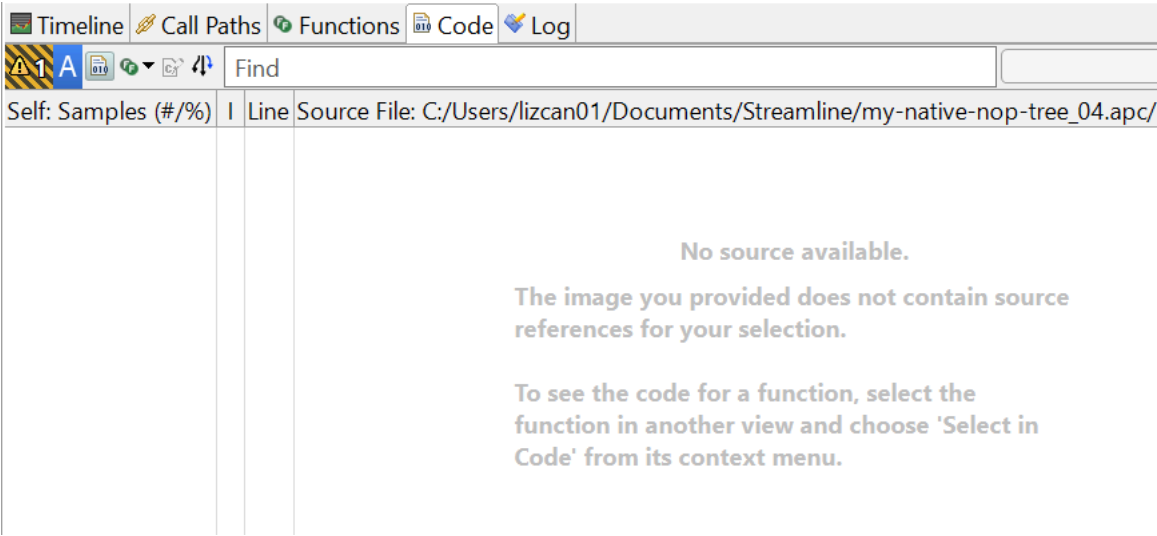 Timeline Call Paths Functions Code Log
1 A Find
Self: Samples (#/%) I Line Source File: C:/Users/lizcan01/Documents/Streamline/my-native-nop-tree_04.apc/
No source available.
The image you provided does not contain source
references for your selection.
To see the code for a function, select the
function in another view and choose 'Select in
Code' from its context menu.